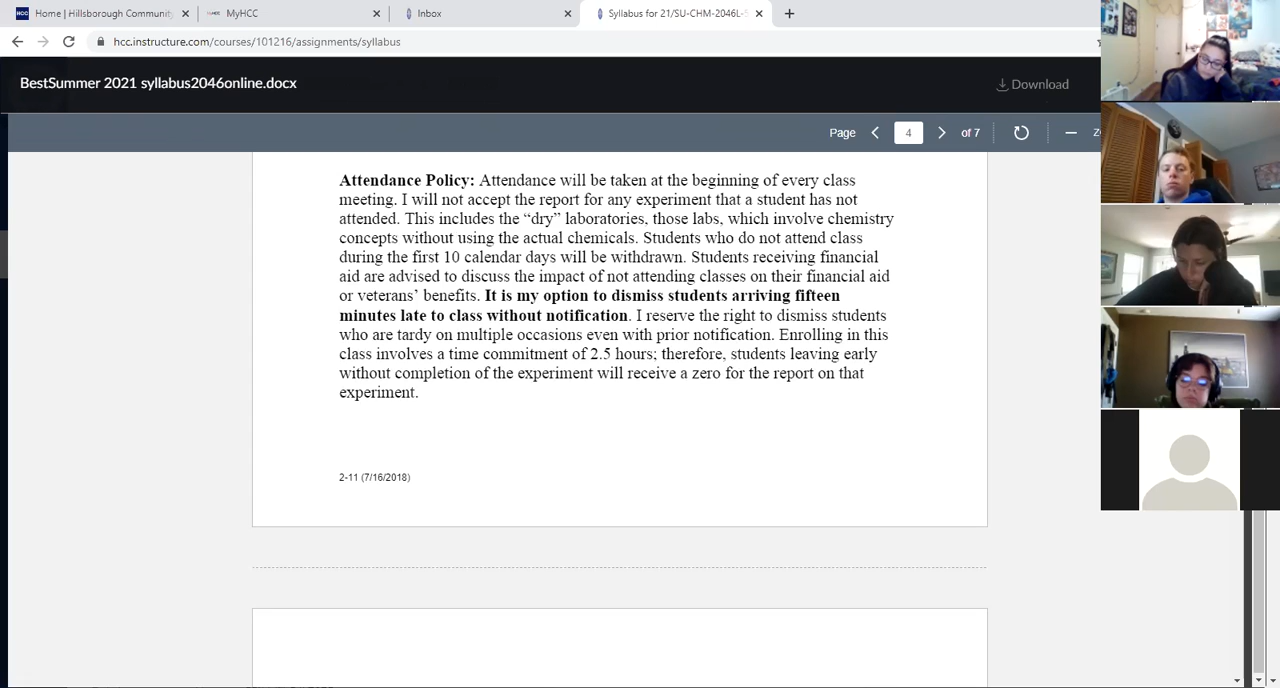 Home | Hillsborough Community
MyHCC
Inbox
Syllabus for 21/SU-CHM-2046L-
hcc.instructure.com/courses/101216/assignments/syllabus
BestSummer 2021 syllabus2046online.docx
Download
Page 4 of 7
Attendance Policy: Attendance will be taken at the beginning of every class
meeting. I will not accept the report for any experiment that a student has not
attended. This includes the “dry” laboratories, those labs, which involve chemistry
concepts without using the actual chemicals. Students who do not attend class
during the first 10 calendar days will be withdrawn. Students receiving financial
aid are advised to discuss the impact of not attending classes on their financial aid
or veterans’ benefits. It is my option to dismiss students arriving fifteen
minutes late to class without notification. I reserve the right to dismiss students
who are tardy on multiple occasions even with prior notification. Enrolling in this
class involves a time commitment of 2.5 hours; therefore, students leaving early
without completion of the experiment will receive a zero for the report on that
experiment.
2-11 (7/16/2018)